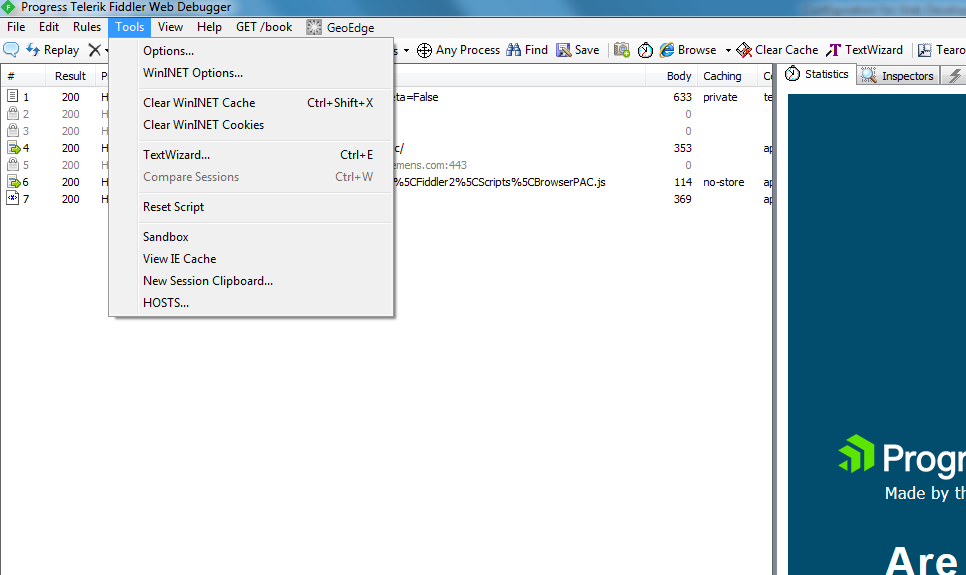 Progress Telerik Fiddler Web Debugger
File Edit Rules Tools View Help GET /book GeoEdge
Replay Any Process Find Save Browse Clear Cache TextWizard Tearo
# Result Body Caching Statistics Inspectors
Options...
WinINET Options...
Clear WinINET Cache Ctrl+Shift+X
Clear WinINET Cookies
TextWizard... Ctrl+E
Compare Sessions Ctrl+W
Reset Script
Sandbox
View IE Cache
New Session Clipboard...
HOSTS...
1 200 H eta=False 633 private te
2 200 H 0
3 200 H 0
4 200 H c/ 353 ap
5 200 H emens.com:443 0
6 200 H %5CFiddler2%5CScripts%5CBrowserPAC.js 114 no-store ap
7 200 H 369 ap
Progr
Made by th
Are